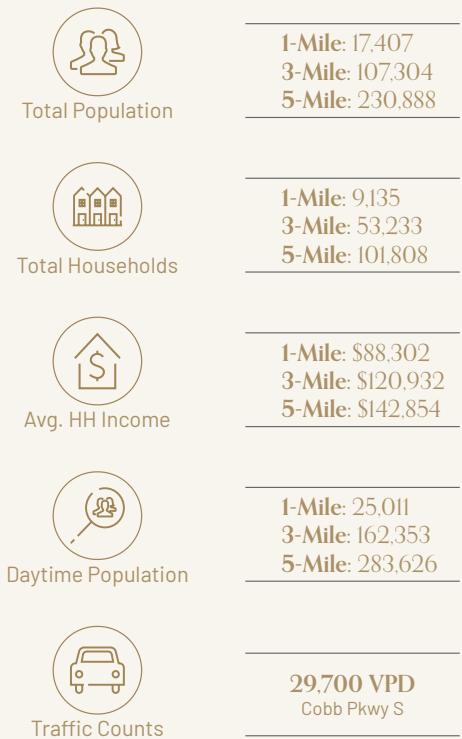 Total Population
1-Mile: 17,407
3-Mile: 107,304
5-Mile: 230,888
Total Households
1-Mile: 9,135
3-Mile: 53,233
5-Mile: 101,808
$
Avg. HH Income
1-Mile: $88,302
3-Mile: $120,932
5-Mile: $142,854
Daytime Population
1-Mile: 25,011
3-Mile: 162,353
5-Mile: 283,626
Traffic Counts
29,700 VPD
Cobb Pkwy S